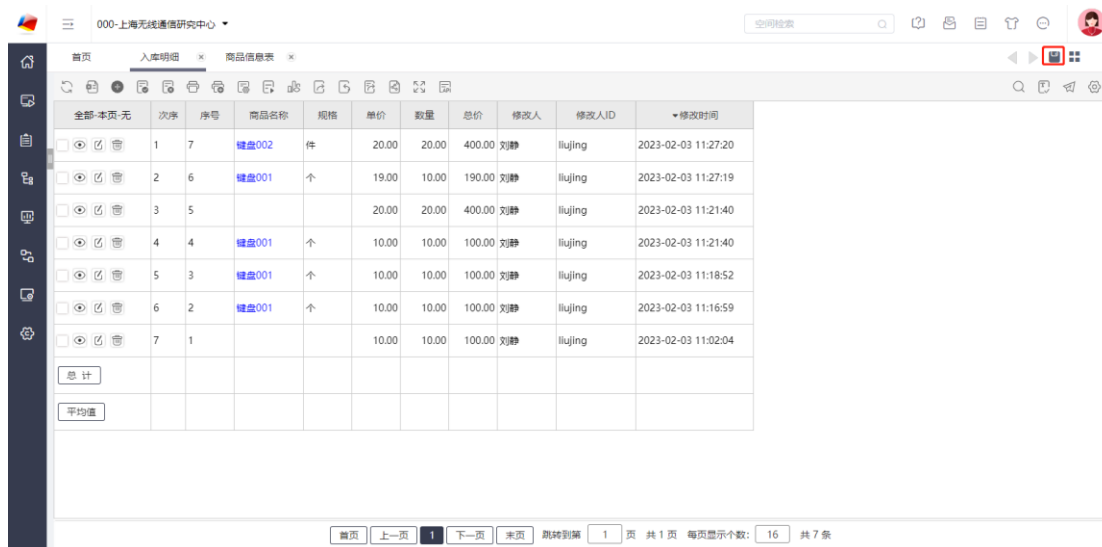 000-上海无线通信研究中心
空间检索
首页 入库明细 商品信息表
全部-本页-无 次序 序号 商品名称 规格 单价 数量 总价 修改人 修改人ID 修改时间
1 7 键盘002 件 20.00 20.00 400.00 刘静 liujing 2023-02-03 11:27:20
2 6 键盘001 个 19.00 10.00 190.00 刘静 liujing 2023-02-03 11:27:19
3 5 20.00 20.00 400.00 刘静 liujing 2023-02-03 11:21:40
4 4 键盘001 个 10.00 10.00 100.00 刘静 liujing 2023-02-03 11:21:40
5 3 键盘001 个 10.00 10.00 100.00 刘静 liujing 2023-02-03 11:18:52
6 2 键盘001 个 10.00 10.00 100.00 刘静 liujing 2023-02-03 11:16:59
7 1 10.00 10.00 100.00 刘静 liujing 2023-02-03 11:02:04
总 计
平均值
首页 上一页 1 下一页 末页 跳转到第 1 页 共 1 页 每页显示个数: 16 共 7 条